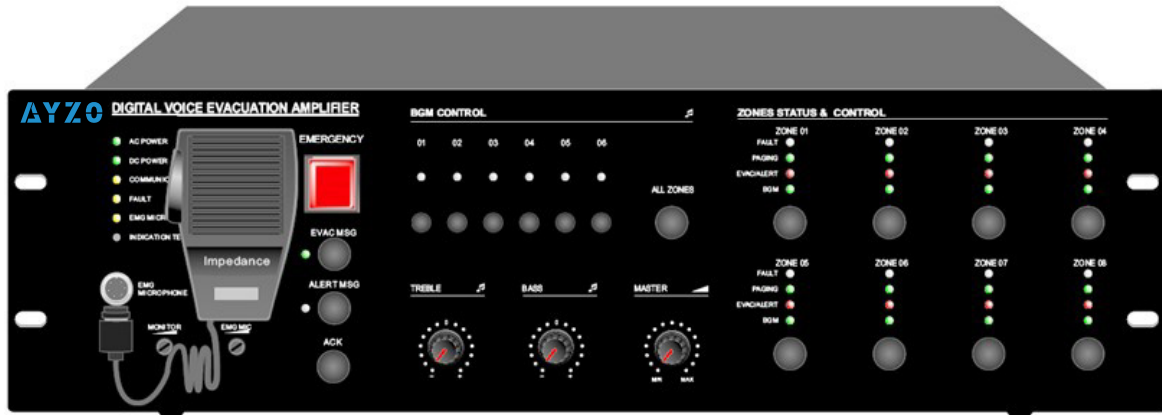 AYZO
DIGITAL VOICE EVACUATION AMPLIFIER
AC POWER
DC POWER
FAULT
Impedance
EMG
MICROPHONE
MONITOR
EMG MIC
EMERGENCY
EVAC MSG
ALERT MSG
ACK
BGM CONTROL
01 02 03 04 05 06
ALL ZONES
TREBLE
BASS
MASTER
0 0
- + - + MIN MAX
ZONES STATUS & CONTROL
ZONE 01 ZONE 02 ZONE 03 ZONE 04
FAULT
PAGING
EVAC/ALERT
BGM
ZONE 05 ZONE 06 ZONE 07 ZONE 08
FAULT
PAGING
EVAC/ALERT
BGM